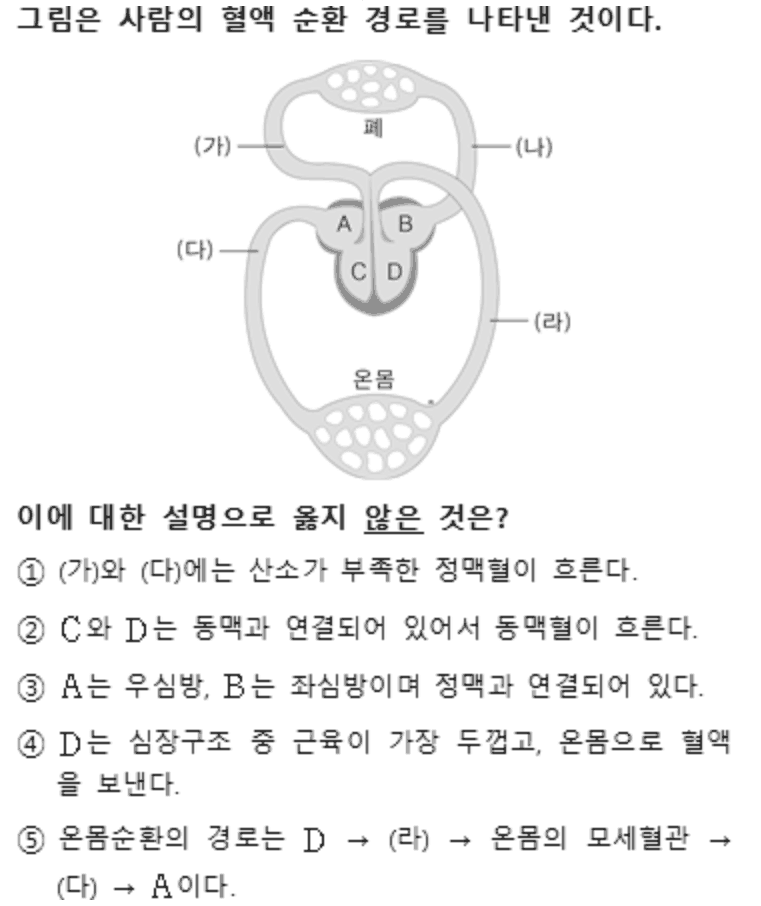 그림은 사람의 혈액 순환 경로를 나타낸 것이다.
폐
(가)
(나)
A
B
(다)
C
D
(라)
온몸
이에 대한 설명으로 옳지 않은 것은?
① (가)와 (다)에는 산소가 부족한 정맥혈이 흐른다.
② C와 D는 동맥과 연결되어 있어서 동맥혈이 흐른다.
③ A는 우심방, B는 좌심방이며 정맥과 연결되어 있다.
④ D는 심장구조 중 근육이 가장 두껍고, 온몸으로 혈액
을 보낸다.
⑤ 온몸순환의 경로는 D → (라) → 온몸의 모세혈관 →
(다) → A이다.